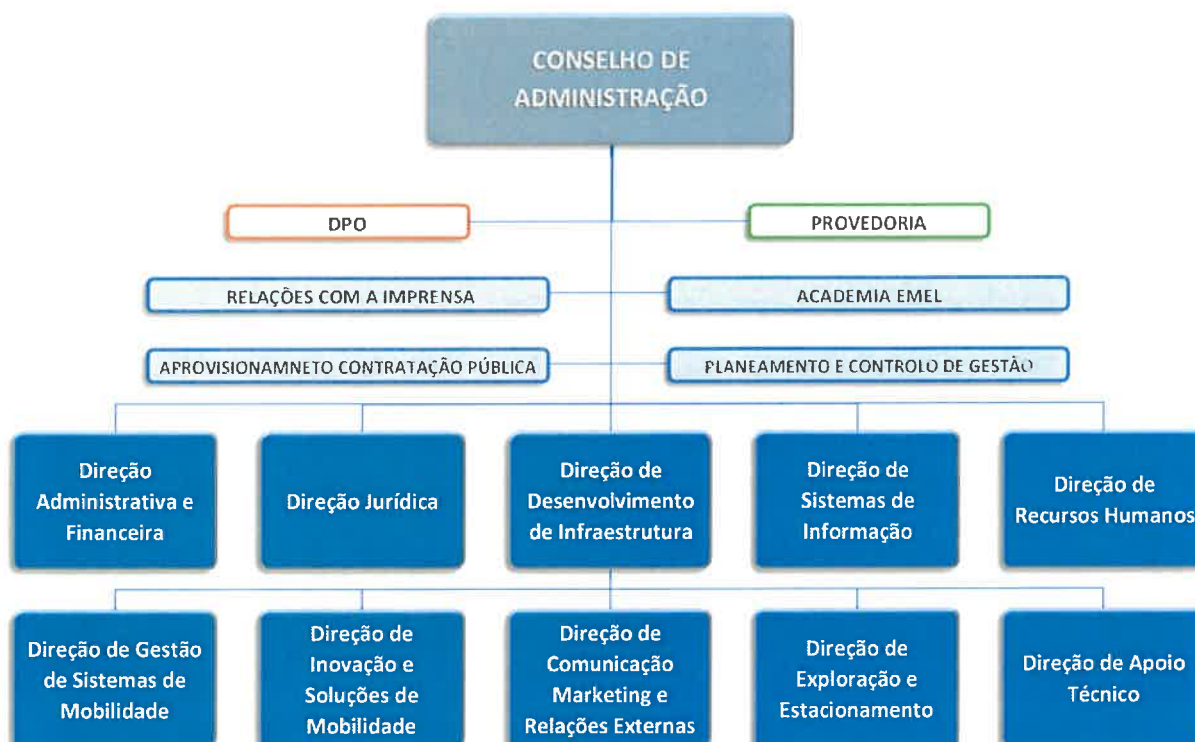 CONSELHO DE
ADMINISTRAÇÃO
DPO
PROVEDORIA
RELAÇÕES COM A IMPRENSA
ACADEMIA EMEL
APROVISIONAMNETO CONTRATAÇÃO PÚBLICA
PLANEAMENTO E CONTROLO DE GESTÃO
Direção
Administrativa e
Financeira
Direção Jurídica
Direção de
Desenvolvimento
de Infraestrutura
Direção de
Sistemas de
Informação
Direção de
Recursos Humanos
Direção de Gestão
de Sistemas de
Mobilidade
Direção de
Inovação e
Soluções de
Mobilidade
Direção de
Comunicação
Marketing e
Relações Externas
Direção de
Exploração e
Estacionamento
Direção de Apoio
Técnico